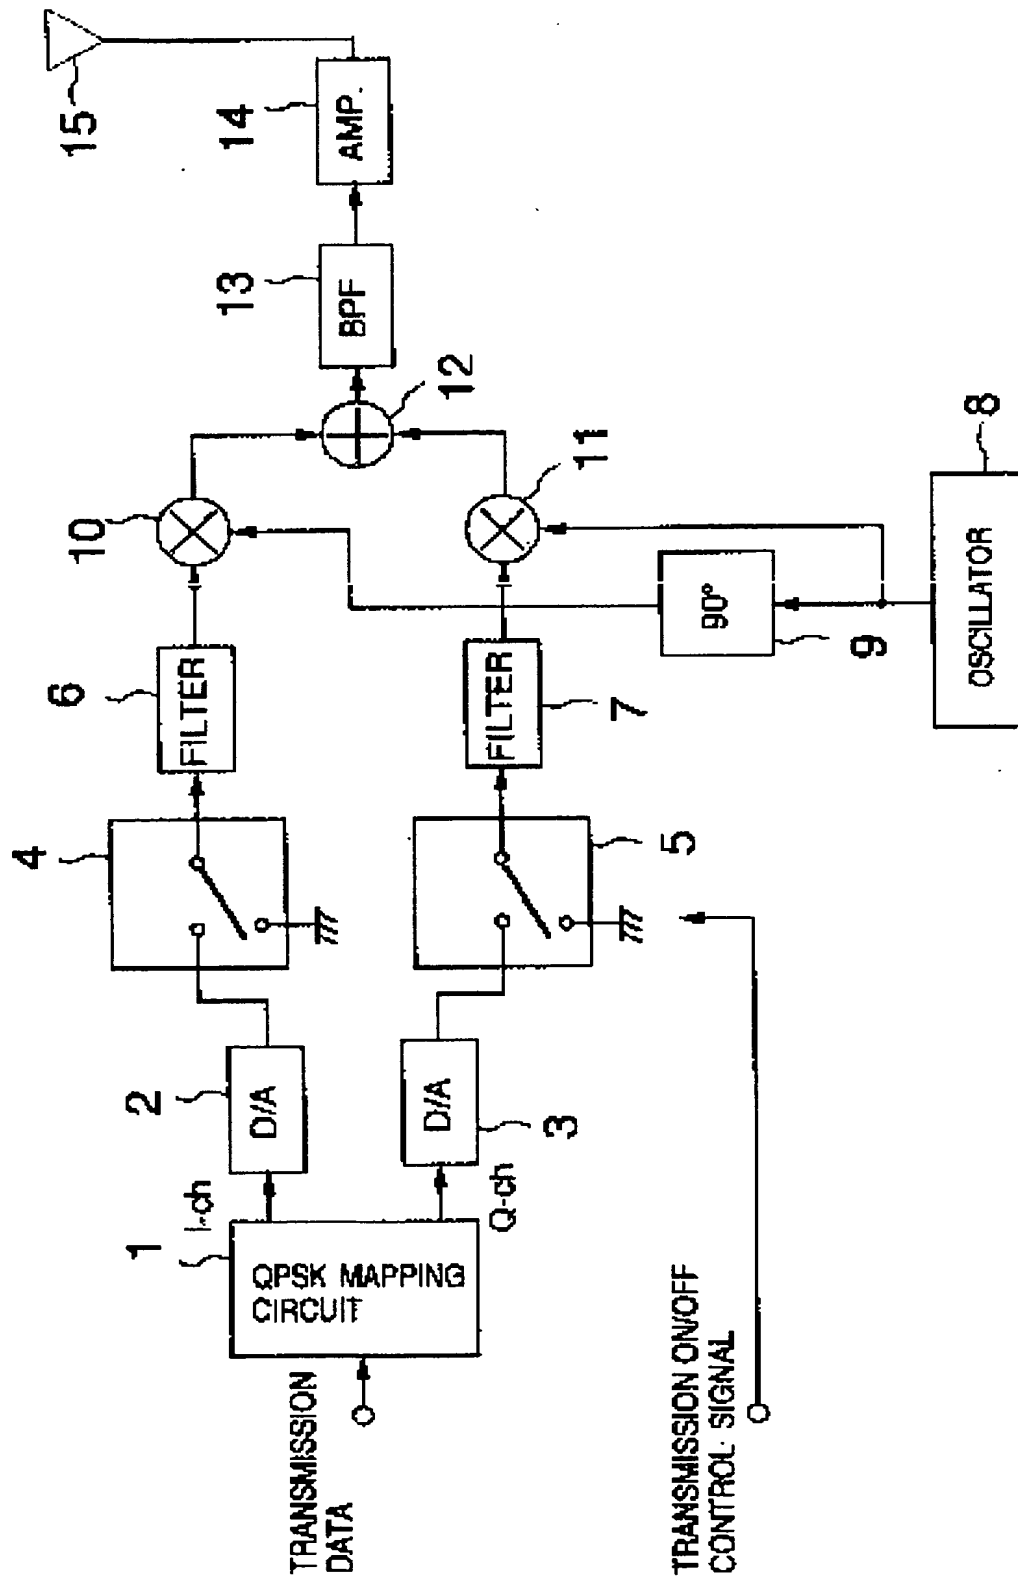 TRANSMISSION
DATA
1
QPSK MAPPING
CIRCUIT
I-ch
Q-ch
2
D/A
3
D/A
4
5
6
FILTER
7
FILTER
TRANSMISSION ON/OFF
CONTROL SIGNAL
8
OSCILLATOR
9
90°
10
11
12
13
BPF
14
AMP.
15